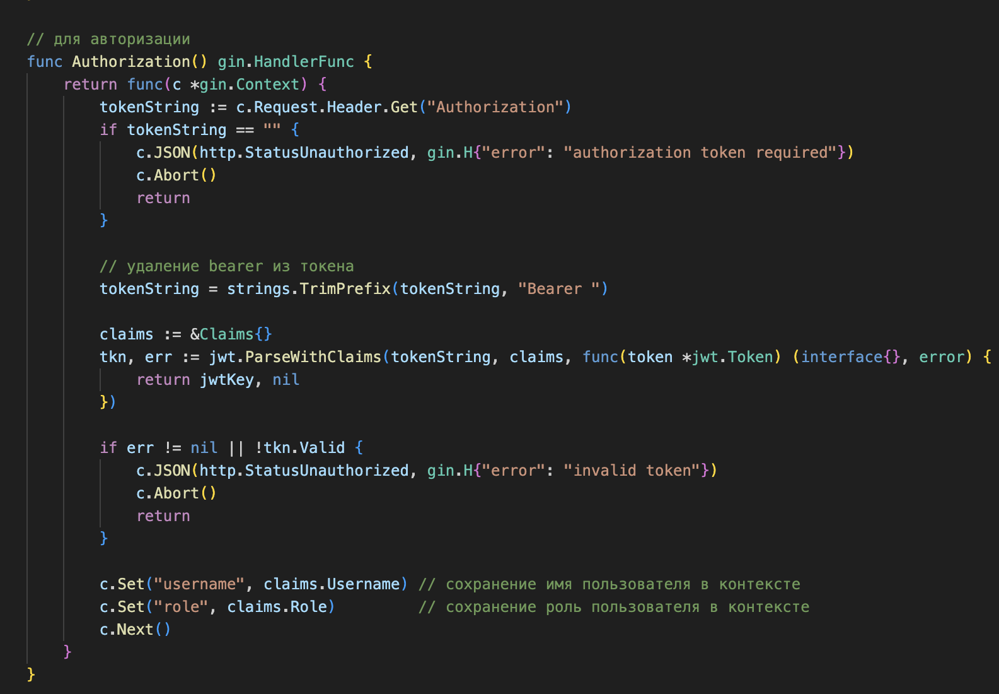 // для авторизации
func Authorization() gin.HandlerFunc {
    return func(c *gin.Context) {
        tokenString := c.Request.Header.Get("Authorization")
        if tokenString == "" {
            c.JSON(http.StatusUnauthorized, gin.H{"error": "authorization token required"})
            c.Abort()
            return
        }

        // удаление bearer из токена
        tokenString = strings.TrimPrefix(tokenString, "Bearer ")

        claims := &Claims{}
        tkn, err := jwt.ParseWithClaims(tokenString, claims, func(token *jwt.Token) (interface{}, error) {
            return jwtKey, nil
        })

        if err != nil || !tkn.Valid {
            c.JSON(http.StatusUnauthorized, gin.H{"error": "invalid token"})
            c.Abort()
            return
        }

        c.Set("username", claims.Username) // сохранение имя пользователя в контексте
        c.Set("role", claims.Role)         // сохранение роль пользователя в контексте
        c.Next()
    }
}